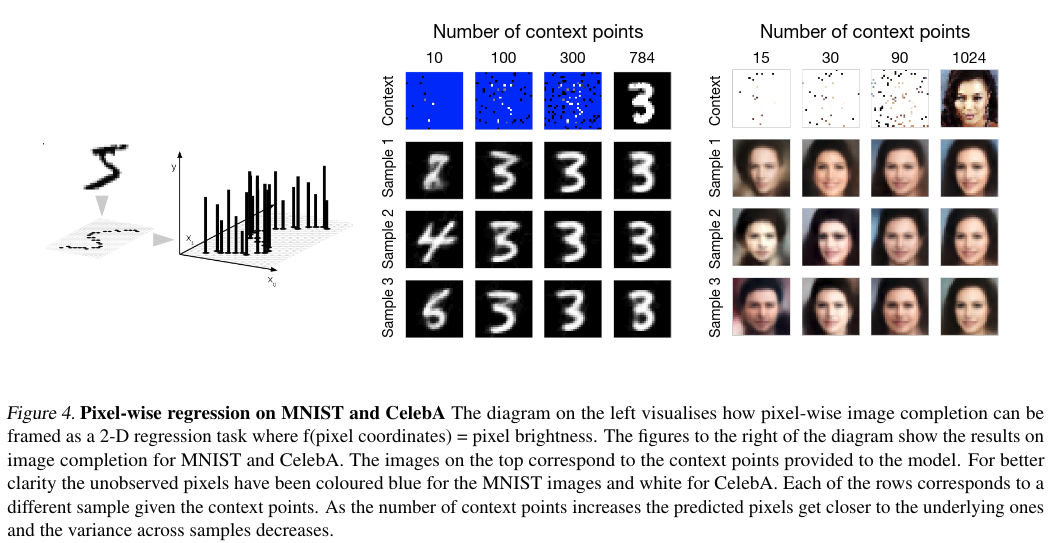 Number of context points
10 100 300 784
Context
Sample 1
Sample 2
Sample 3
Number of context points
15 30 90 1024
Context
Sample 1
Sample 2
Sample 3
y
x₁
x₀
Figure 4. Pixel-wise regression on MNIST and CelebA The diagram on the left visualises how pixel-wise image completion can be
framed as a 2-D regression task where f(pixel coordinates) = pixel brightness. The figures to the right of the diagram show the results on
image completion for MNIST and CelebA. The images on the top correspond to the context points provided to the model. For better
clarity the unobserved pixels have been coloured blue for the MNIST images and white for CelebA. Each of the rows corresponds to a
different sample given the context points. As the number of context points increases the predicted pixels get closer to the underlying ones
and the variance across samples decreases.